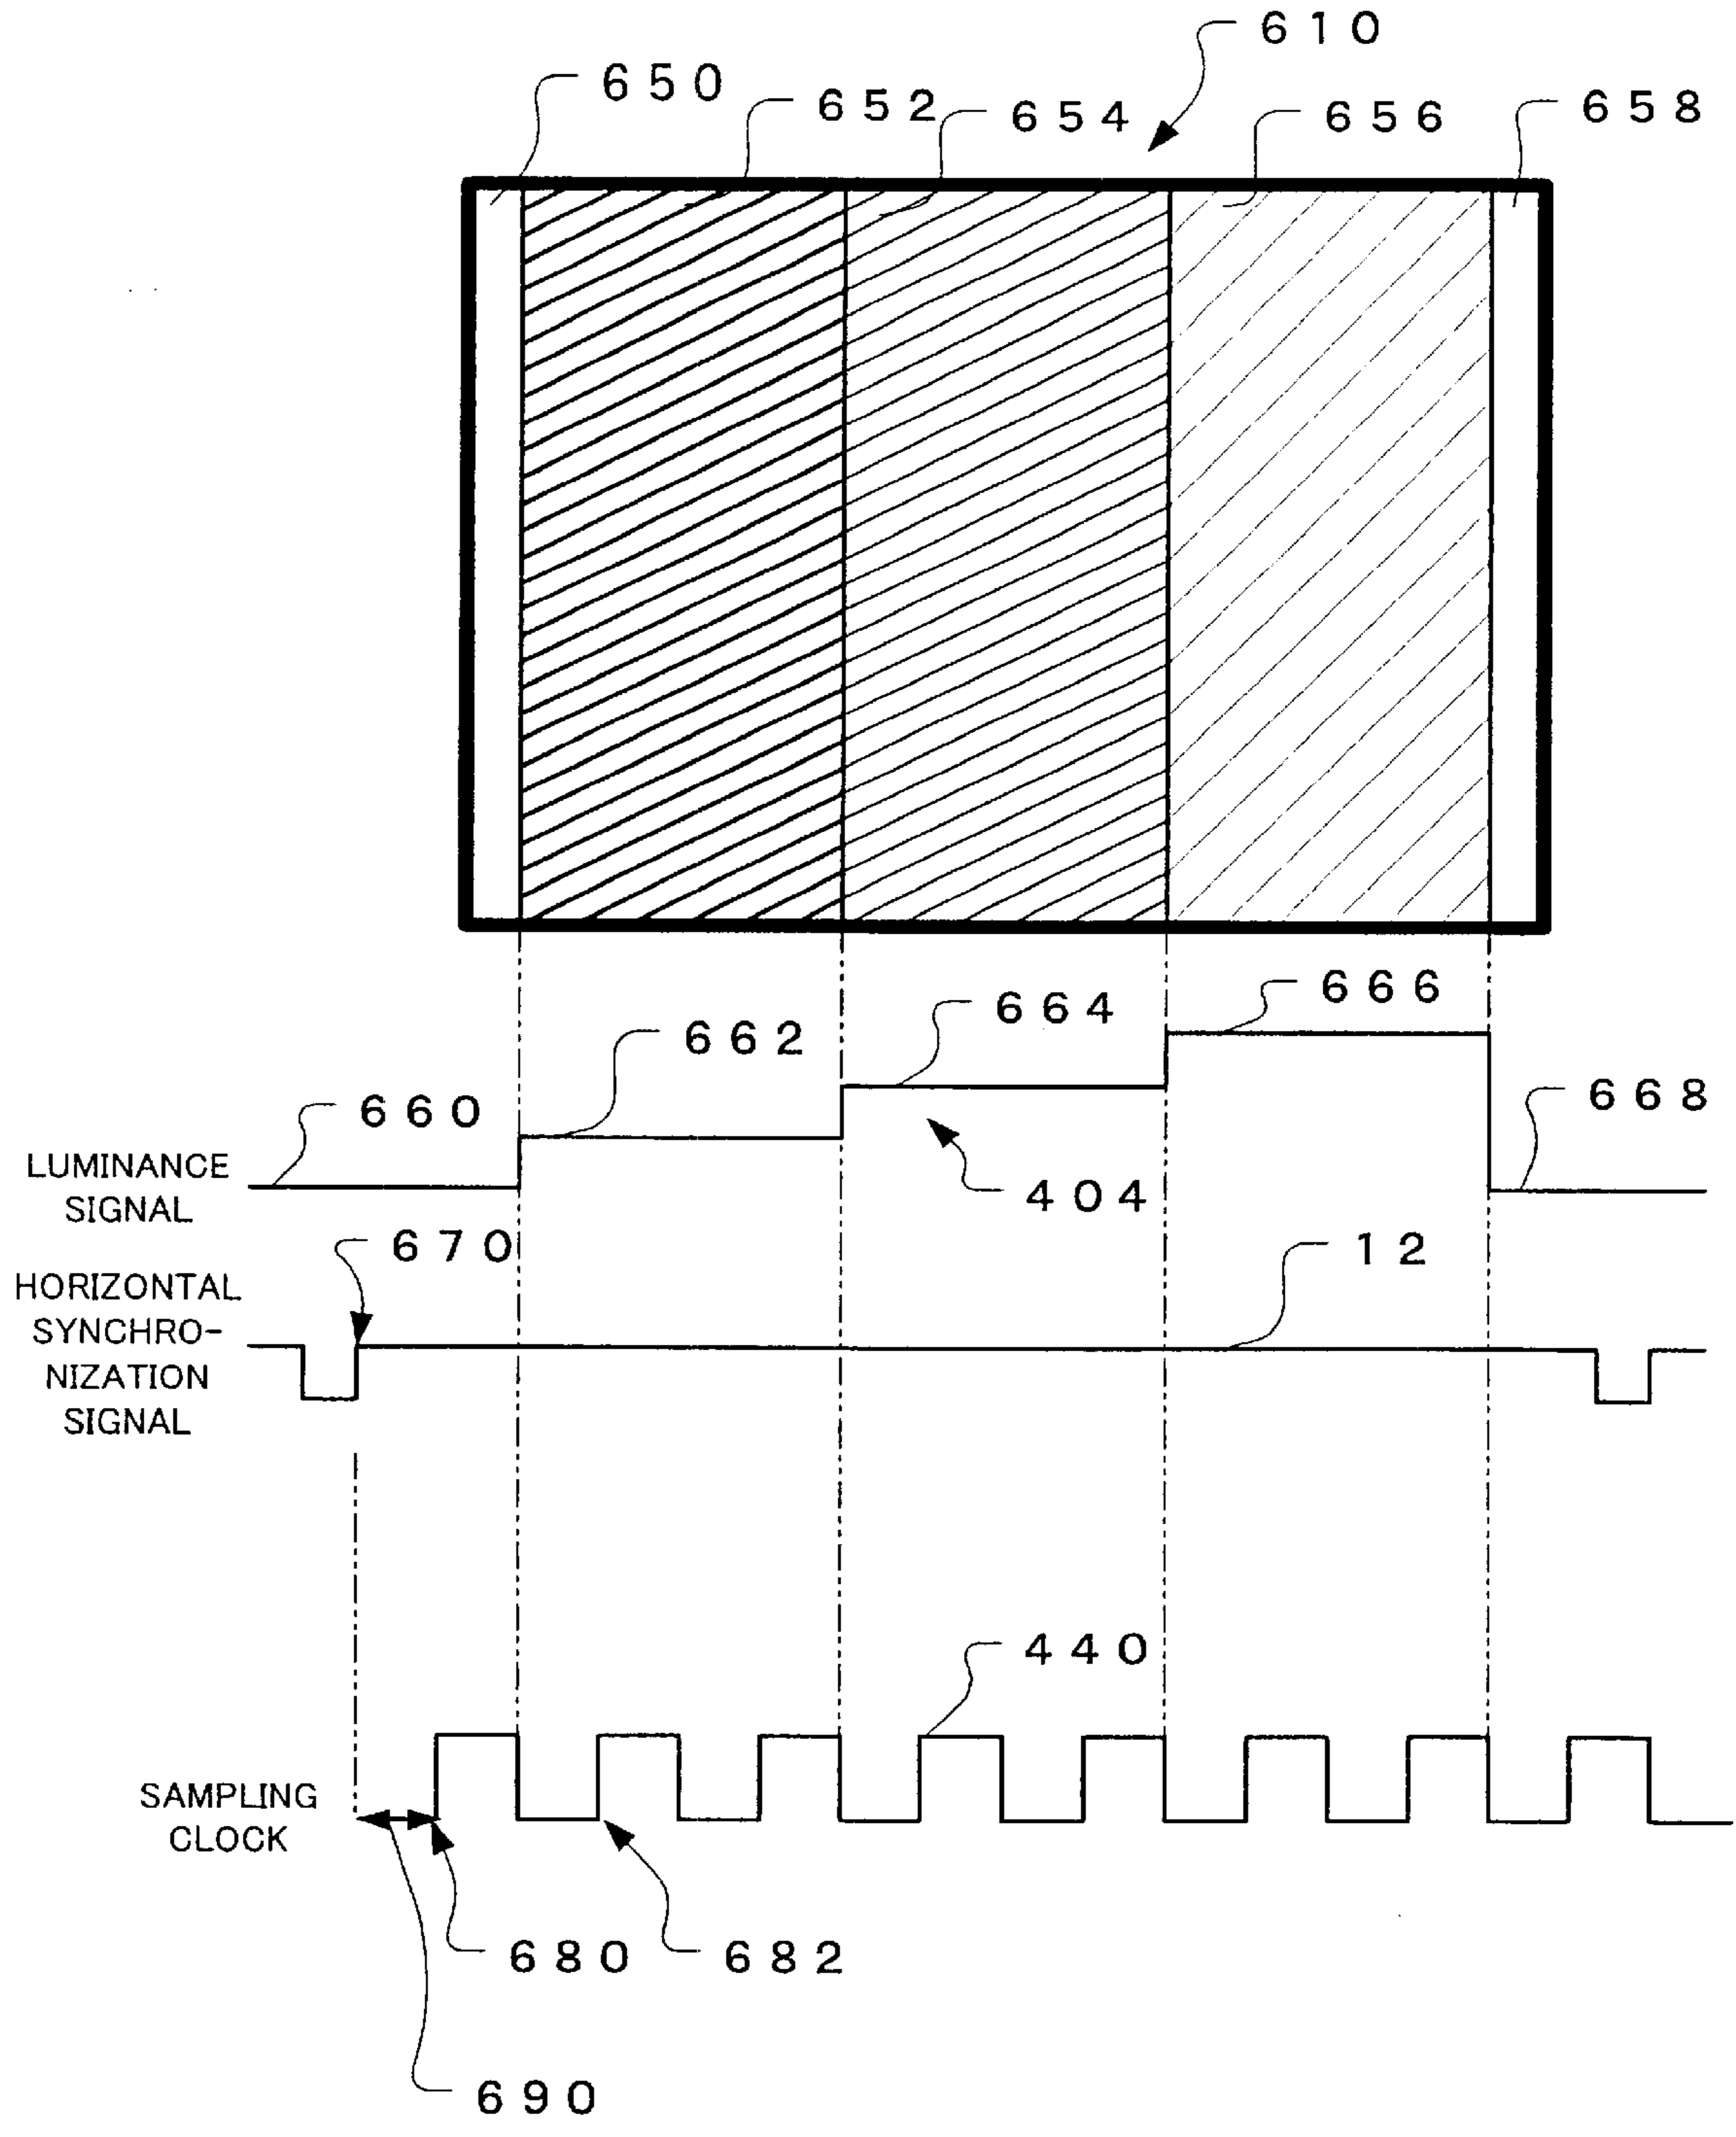 610
650
652
654
656
658
666
664
662
660
668
LUMINANCE
SIGNAL
404
670
12
HORIZONTAL
SYNCHRO-
NIZATION
SIGNAL
440
SAMPLING
CLOCK
680
682
690